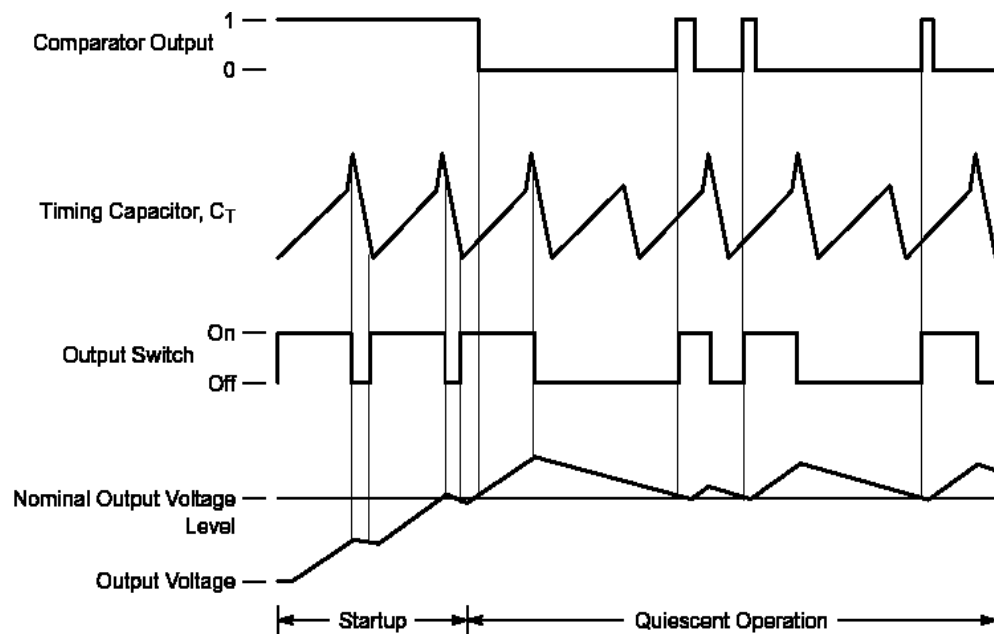 1
Comparator Output
0
Timing Capacitor, CT
On
Output Switch
Off
Nominal Output Voltage
Level
Output Voltage
Startup
Quiescent Operation